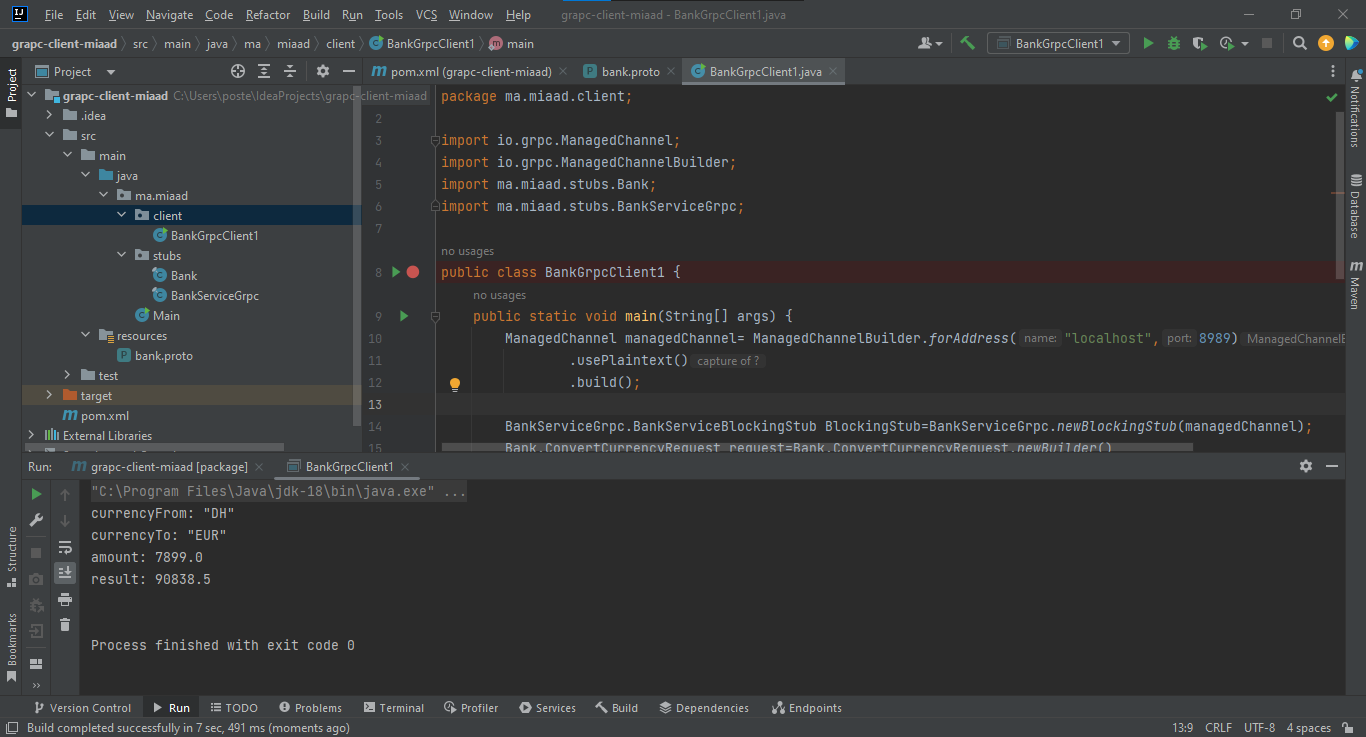 File Edit View Navigate Code Refactor Build Run Tools VCS Window Help grapc-client-miaad - BankGrpcClient1.java
grapc-client-miaad src main java ma miaad client BankGrpcClient1 main
BankGrpcClient1
Project
pom.xml (grapc-client-miaad) bank.proto BankGrpcClient1.java
Project
grapc-client-miaad C:\Users\poste\IdeaProjects\grapc-client-miaad
.idea
src
main
java
ma.miaad
client
BankGrpcClient1
stubs
Bank
BankServiceGrpc
Main
resources
bank.proto
test
target
pom.xml
External Libraries
package ma.miaad.client;
2
3 import io.grpc.ManagedChannel;
4 import io.grpc.ManagedChannelBuilder;
5 import ma.miaad.stubs.Bank;
6 import ma.miaad.stubs.BankServiceGrpc;
7
no usages
8 public class BankGrpcClient1 {
no usages
9 public static void main(String[] args) {
10 ManagedChannel managedChannel= ManagedChannelBuilder.forAddress( name: "localhost", port: 8989) ManagedChannelB
11 .usePlaintext() capture of ?
12 .build();
13
14 BankServiceGrpc.BankServiceBlockingStub BlockingStub=BankServiceGrpc.newBlockingStub(managedChannel);
15 Bank.ConvertCurrencyRequest request=Bank.ConvertCurrencyRequest.newBuilder()
Notifications
Database
Maven
Run: grapc-client-miaad [package] BankGrpcClient1
"C:\Program Files\Java\jdk-18\bin\java.exe" ...
currencyFrom: "DH"
currencyTo: "EUR"
amount: 7899.0
result: 90838.5
Process finished with exit code 0
Structure
Bookmarks
Version Control Run TODO Problems Terminal Profiler Services Build Dependencies Endpoints
Build completed successfully in 7 sec, 491 ms (moments ago) 13:9 CRLF UTF-8 4 spaces